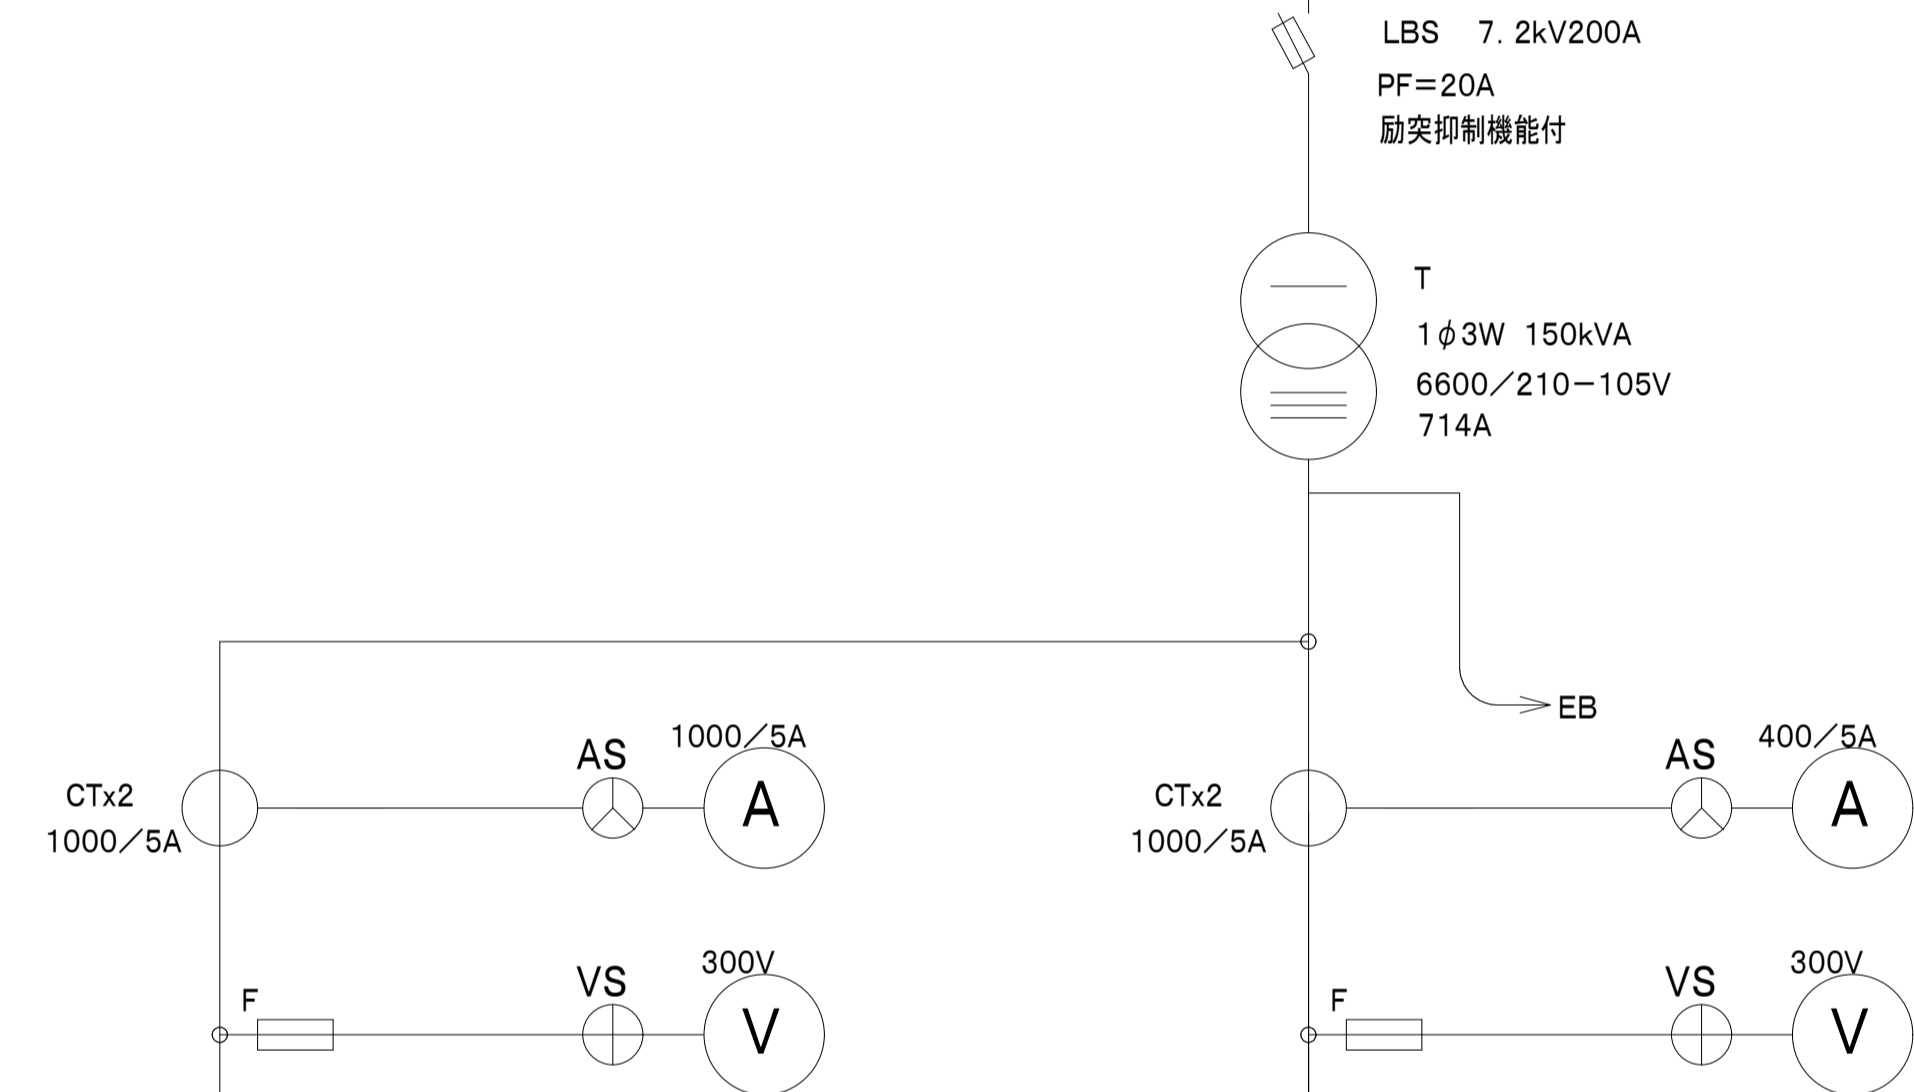 LBS 7. 2kV200A
PF=20A
励突抑制機能付
T
1φ3W 150kVA
6600／210－105V
714A
EB
CTx2
1000／5A
AS
1000／5A
A
CTx2
1000／5A
AS
400／5A
A
F
VS
300V
V
F
VS
300V
V